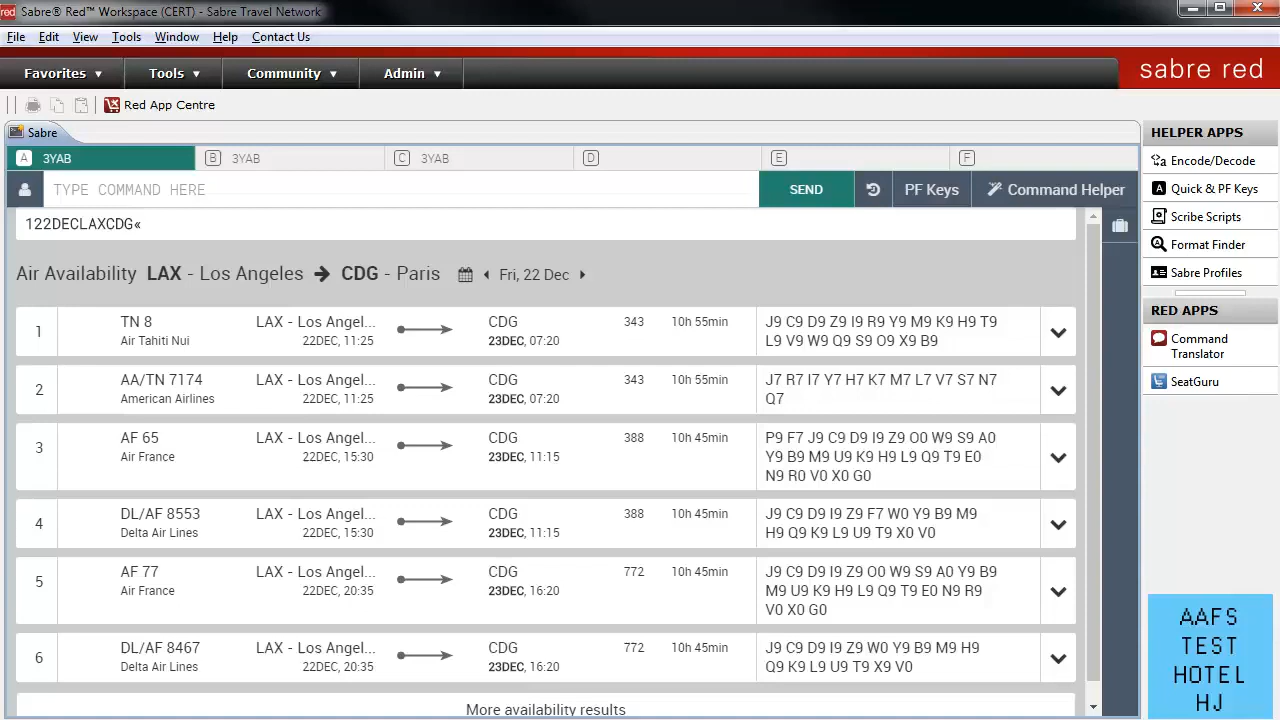 red Sabre® Red™ Workspace (CERT) - Sabre Travel Network
File Edit View Tools Window Help Contact Us
Favorites Tools Community Admin sabre red
Red App Centre
Sabre
A 3YAB B 3YAB C 3YAB D E F
TYPE COMMAND HERE SEND PF Keys Command Helper
122DECLAXCDG«
Air Availability LAX - Los Angeles CDG - Paris Fri, 22 Dec
1 TN 8 LAX - Los Angel... CDG 343 10h 55min J9 C9 D9 Z9 I9 R9 Y9 M9 K9 H9 T9
Air Tahiti Nui 22DEC, 11:25 23DEC, 07:20 L9 V9 W9 Q9 S9 O9 X9 B9
2 AA/TN 7174 LAX - Los Angel... CDG 343 10h 55min J7 R7 I7 Y7 H7 K7 M7 L7 V7 S7 N7
American Airlines 22DEC, 11:25 23DEC, 07:20 Q7
3 AF 65 LAX - Los Angel... CDG 388 10h 45min P9 F7 J9 C9 D9 I9 Z9 O0 W9 S9 A0
Air France 22DEC, 15:30 23DEC, 11:15 Y9 B9 M9 U9 K9 H9 L9 Q9 T9 E0
N9 R0 V0 X0 G0
4 DL/AF 8553 LAX - Los Angel... CDG 388 10h 45min J9 C9 D9 I9 Z9 F7 W0 Y9 B9 M9
Delta Air Lines 22DEC, 15:30 23DEC, 11:15 H9 Q9 K9 L9 U9 T9 X0 V0
5 AF 77 LAX - Los Angel... CDG 772 10h 45min J9 C9 D9 I9 Z9 O0 W9 S9 A0 Y9 B9
Air France 22DEC, 20:35 23DEC, 16:20 M9 U9 K9 H9 L9 Q9 T9 E0 N9 R9
V0 X0 G0
6 DL/AF 8467 LAX - Los Angel... CDG 772 10h 45min J9 C9 D9 I9 Z9 W0 Y9 B9 M9 H9
Delta Air Lines 22DEC, 20:35 23DEC, 16:20 Q9 K9 L9 U9 T9 X9 V0
More availability results
HELPER APPS
Encode/Decode
A Quick & PF Keys
Scribe Scripts
Format Finder
Sabre Profiles
RED APPS
Command
Translator
SeatGuru
AAFS
TEST
HOTEL
HJ